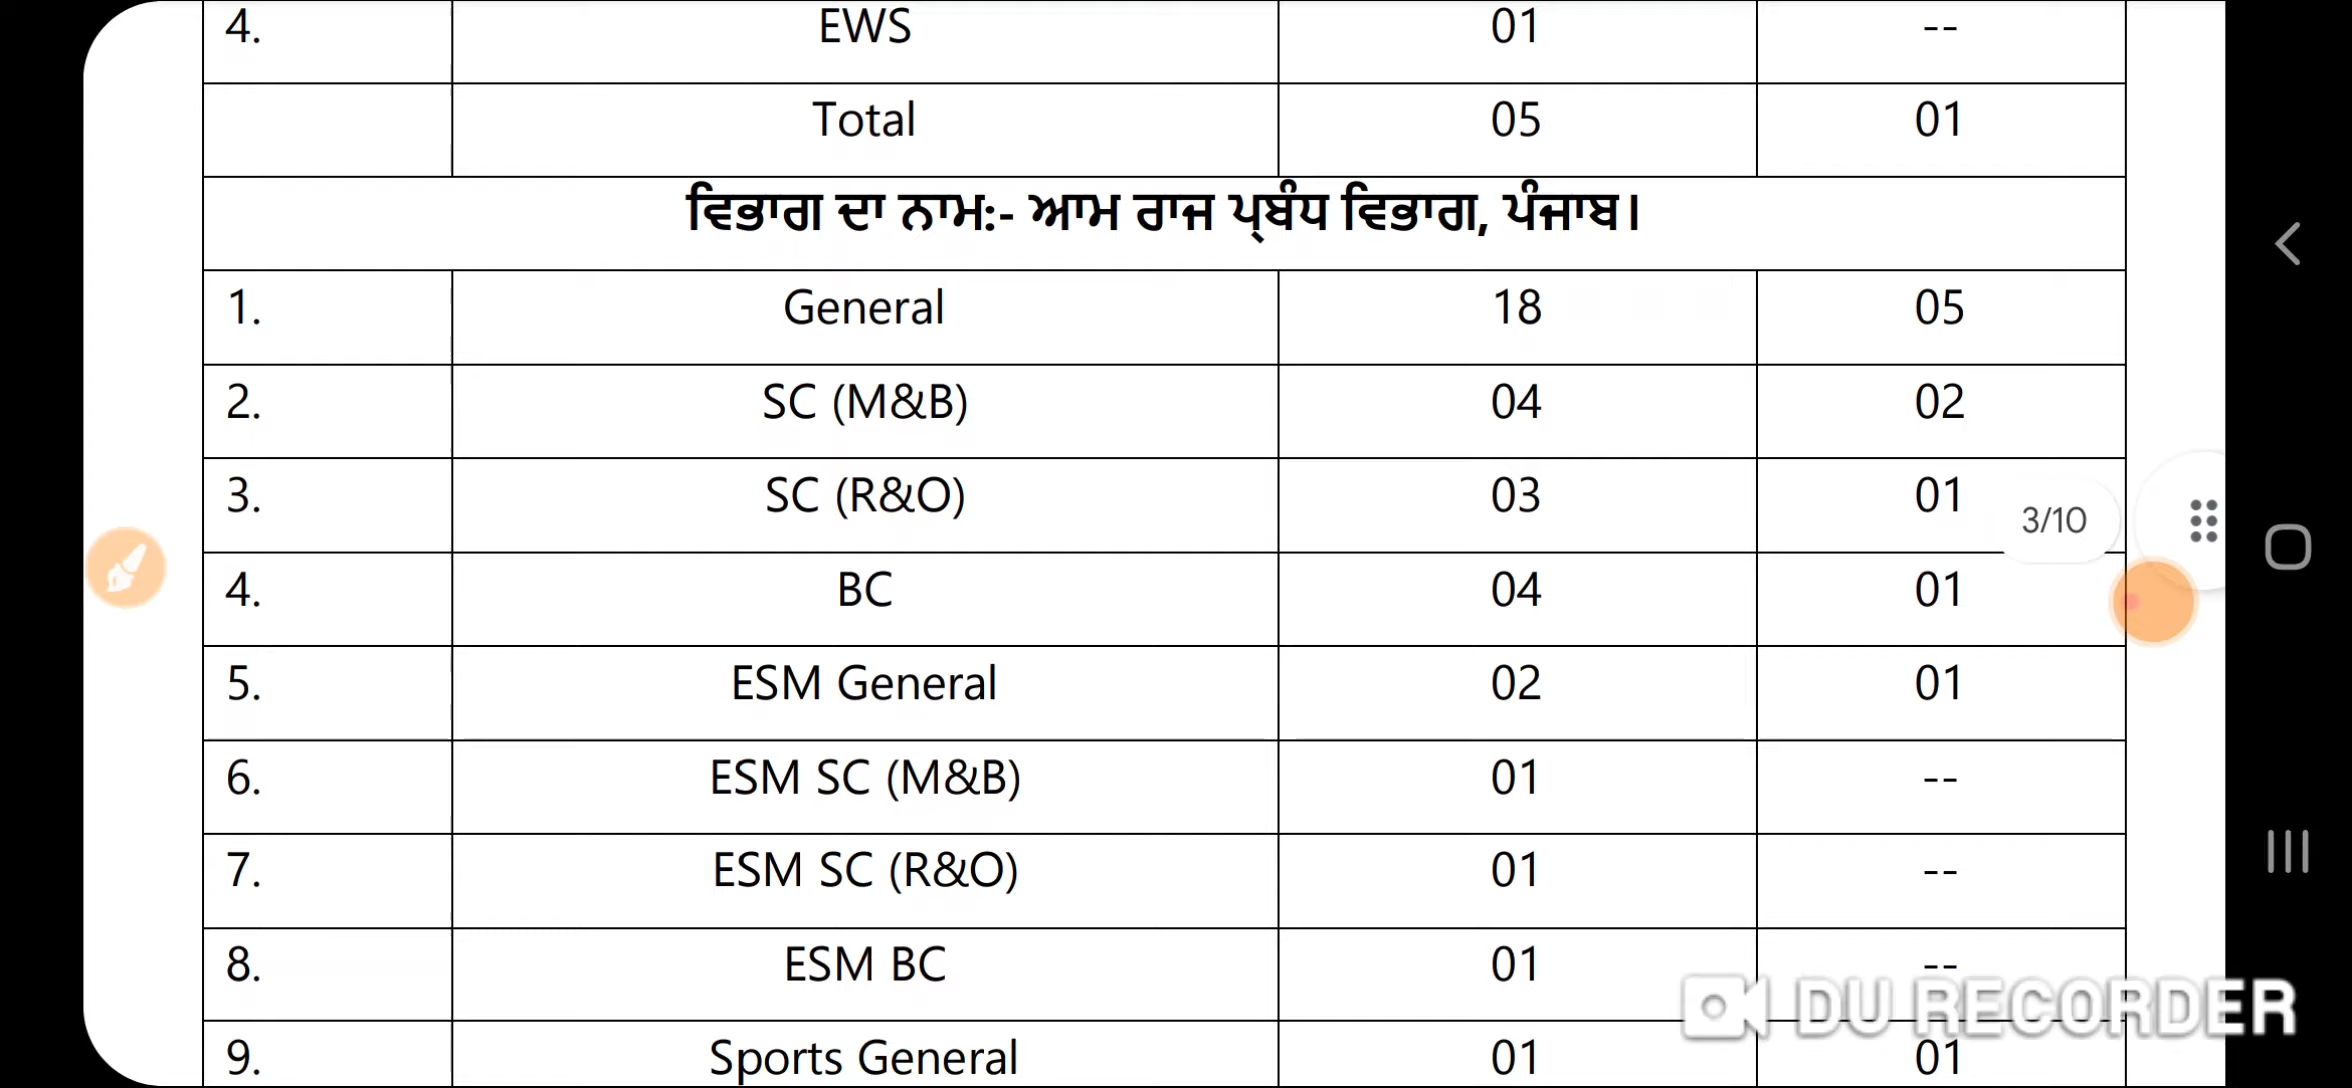 4. EWS 01 --
Total 05 01
ਵਿਭਾਗ ਦਾ ਨਾਮ:- ਆਮ ਰਾਜ ਪ੍ਰਬੰਧ ਵਿਭਾਗ, ਪੰਜਾਬ।
1. General 18 05
2. SC (M&B) 04 02
3. SC (R&O) 03 01
3/10
4. BC 04 01
5. ESM General 02 01
6. ESM SC (M&B) 01 --
7. ESM SC (R&O) 01 --
8. ESM BC 01 --
DU RECORDER
9. Sports General 01 01